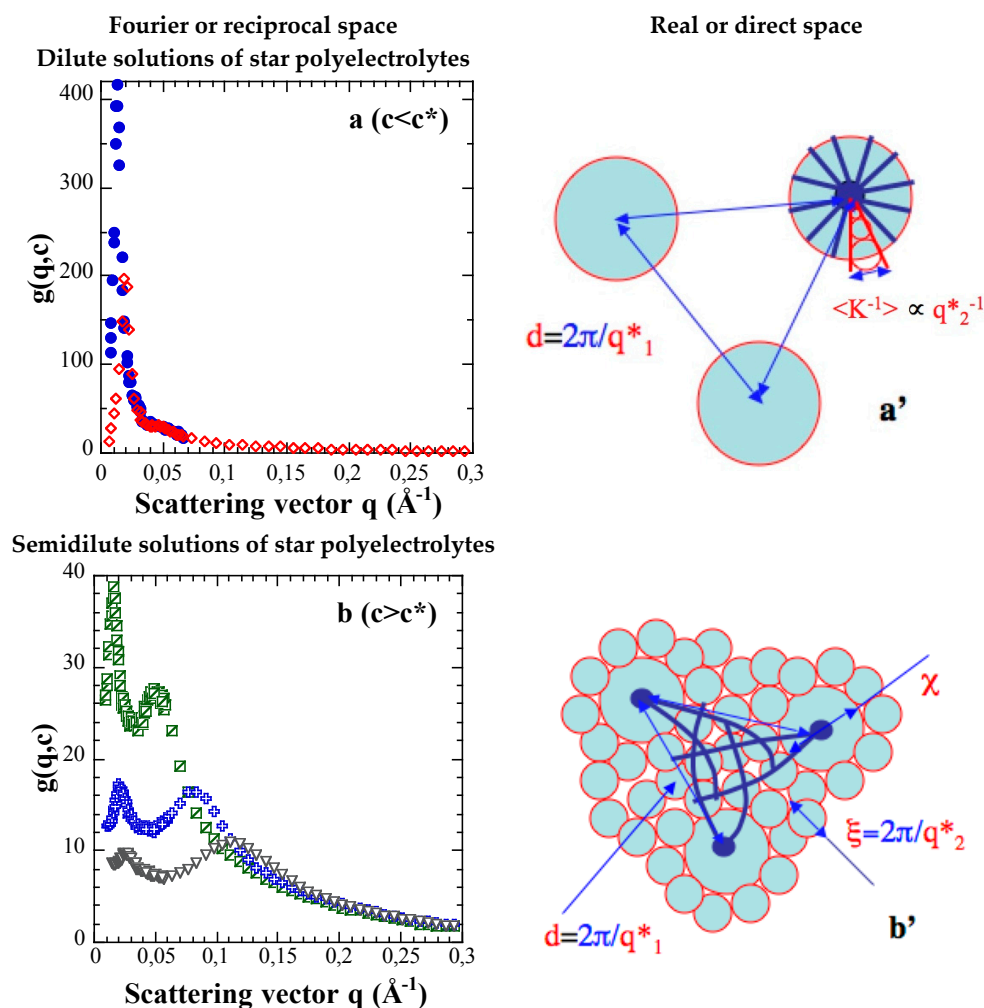 Fourier or reciprocal space
Real or direct space
Dilute solutions of star polyelectrolytes
a (c<c*)
g(q,c)
400
300
200
100
0
0 0,05 0,1 0,15 0,2 0,25 0,3
Scattering vector q (Å⁻¹)
<K⁻¹> ∝ q*₂⁻¹
d=2π/q*₁
a’
Semidilute solutions of star polyelectrolytes
b (c>c*)
g(q,c)
40
30
20
10
0
0 0,05 0,1 0,15 0,2 0,25 0,3
Scattering vector q (Å⁻¹)
χ
ξ=2π/q*₂
d=2π/q*₁
b’